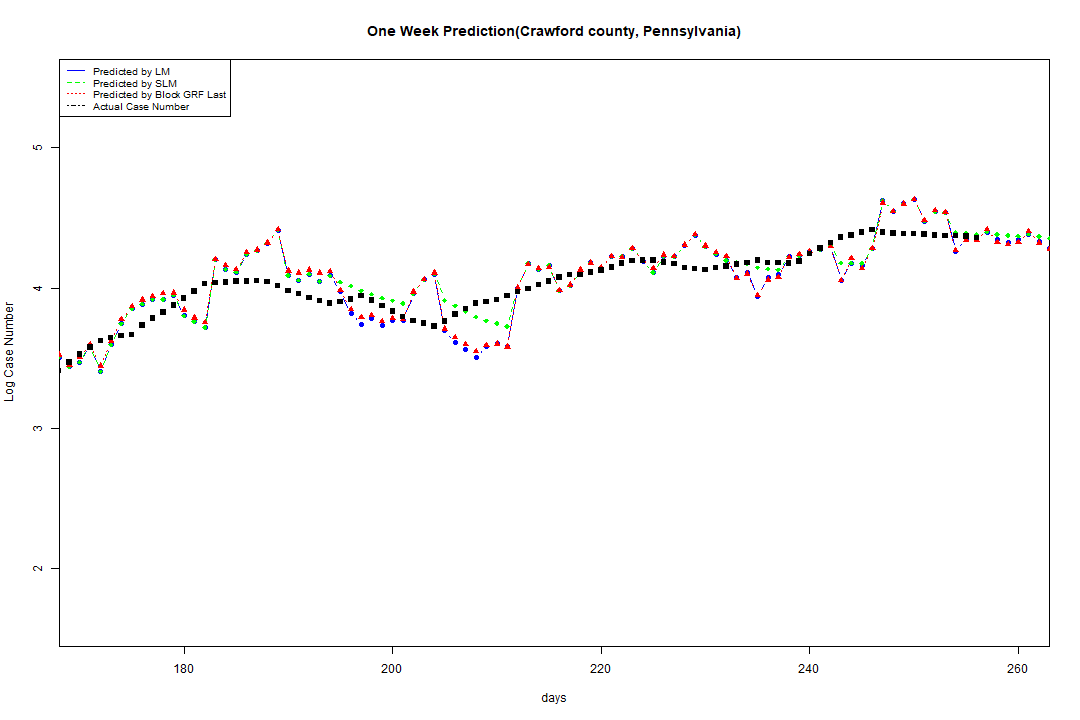 One Week Prediction(Crawford county, Pennsylvania)
Predicted by LM
Predicted by SLM
Predicted by Block GRF Last
Actual Case Number
5
4
3
2
Log Case Number
180 200 220 240 260
days